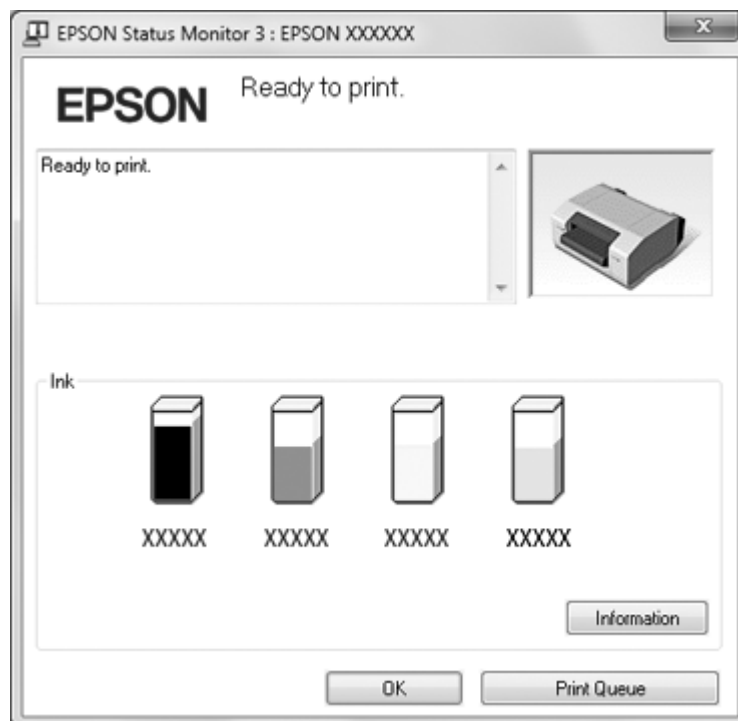 EPSON Status Monitor 3 : EPSON XXXXXX
x
EPSON
Ready to print.
Ready to print.
Ink
XXXXX XXXXX XXXXX XXXXX
Information
OK Print Queue